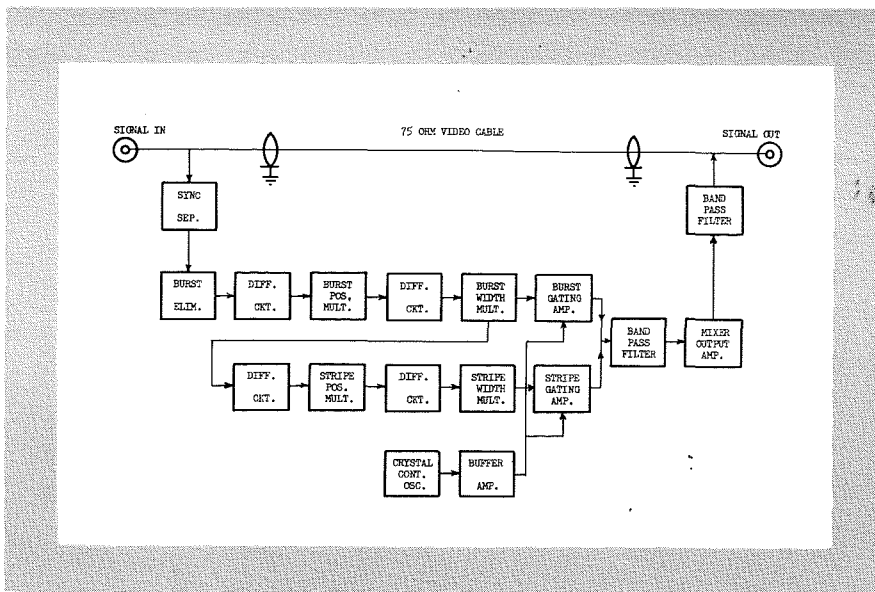 SIGNAL IN
75 OHM VIDEO CABLE
SIGNAL OUT
SYNC
SEP.
BAND
PASS
FILTER
BURST
ELIM.
DIFF.
CKT.
BURST
POS.
MULT.
DIFF.
CKT.
BURST
WIDTH
MULT.
BURST
GATING
AMP.
BAND
PASS
FILTER
MIXER
OUTPUT
AMP.
DIFF.
CKT.
STRIPE
POS.
MULT.
DIFF.
CKT.
STRIPE
WIDTH
MULT.
STRIPE
GATING
AMP.
CRYSTAL
CONT.
OSC.
BUFFER
AMP.